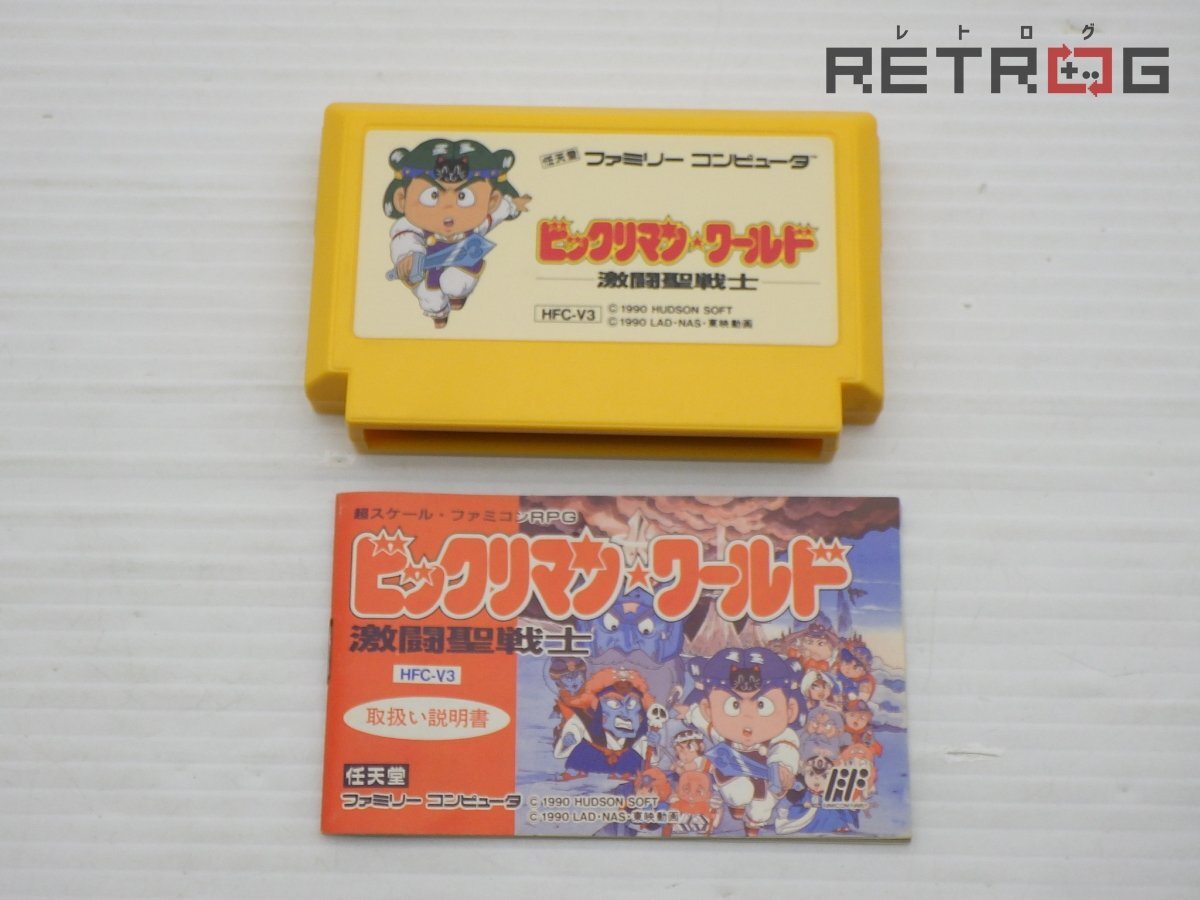 レトログ
RETROG
任天堂 ファミリー コンピュータ™
ビックリマン★ワールド
激闘聖戦士
HFC-V3
© 1990 HUDSON SOFT
© 1990 LAD・NAS・東映動画
超スケール・ファミコンRPG
ビックリマン★ワールド
激闘聖戦士
HFC-V3
取扱い説明書
任天堂
ファミリー コンピュータ
© 1990 HUDSON SOFT
© 1990 LAD・NAS・東映動画